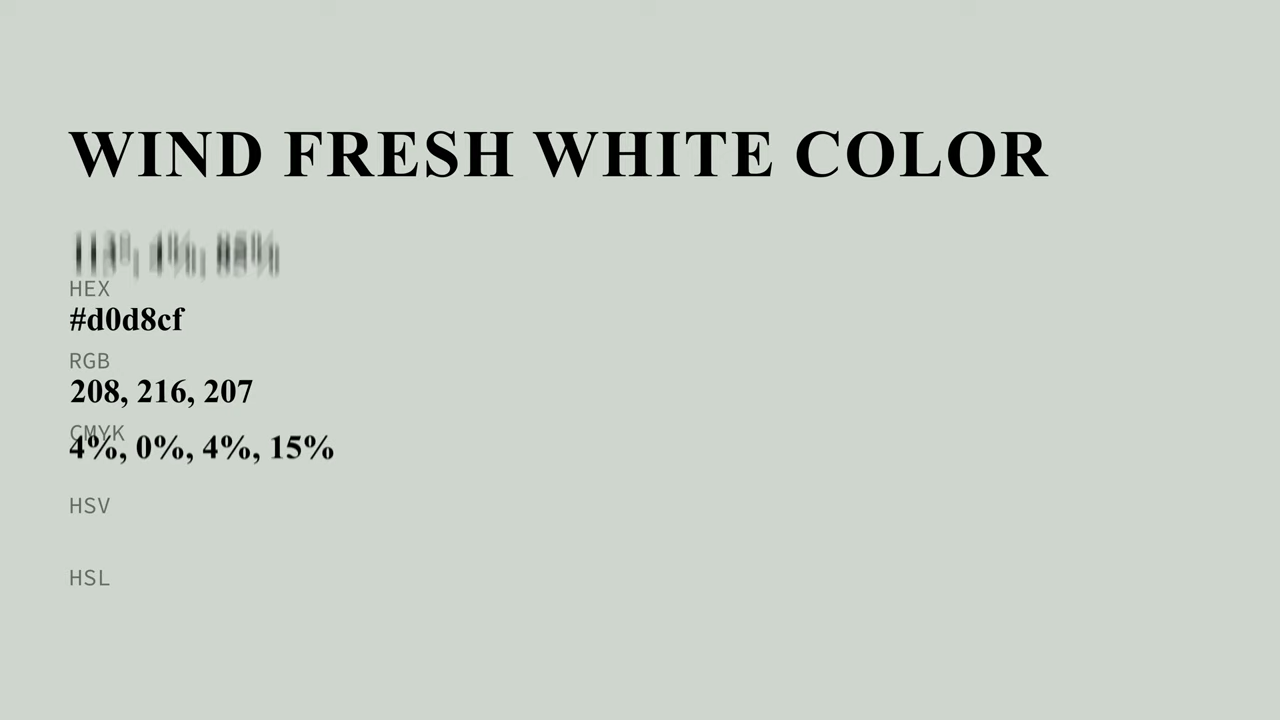 WIND FRESH WHITE COLOR
HEX
#d0d8cf
RGB
208, 216, 207
CMYK
4%, 0%, 4%, 15%
HSV
HSL